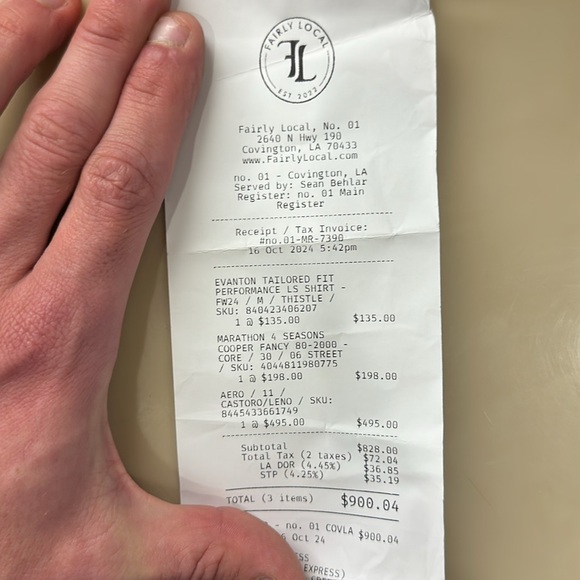 FAIRLY LOCAL
FL
EST 2022
Fairly Local, No. 01
2640 N Hwy 190
Covington, LA 70433
www.FairlyLocal.com
no. 01 - Covington, LA
Served by: Sean Behlar
Register: no. 01 Main
Register
Receipt / Tax Invoice:
#no.01-MR-7390
16 Oct 2024 5:42pm
EVANTON TAILORED FIT
PERFORMANCE LS SHIRT -
FW24 / M / THISTLE /
SKU: 840423406207
1 @ $135.00 $135.00
MARATHON 4 SEASONS
COOPER FANCY 80-2000 -
CORE / 30 / 06 STREET
/ SKU: 4044811980775
1 @ $198.00 $198.00
AERO / 11 /
CASTORO/LENO / SKU:
8445433661749
1 @ $495.00 $495.00
Subtotal $828.00
Total Tax (2 taxes) $72.04
LA DOR (4.45%) $36.85
STP (4.25%) $35.19
TOTAL (3 items) $900.04
- no. 01 COVLA $900.04
Oct 24
EXPRESS)